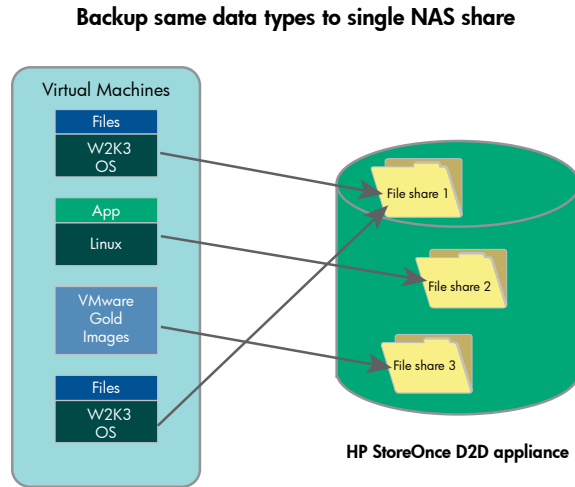 Backup same data types to single NAS share
Virtual Machines
Files
W2K3
OS
App
Linux
VMware
Gold
Images
Files
W2K3
OS
File share 1
File share 2
File share 3
HP StoreOnce D2D appliance